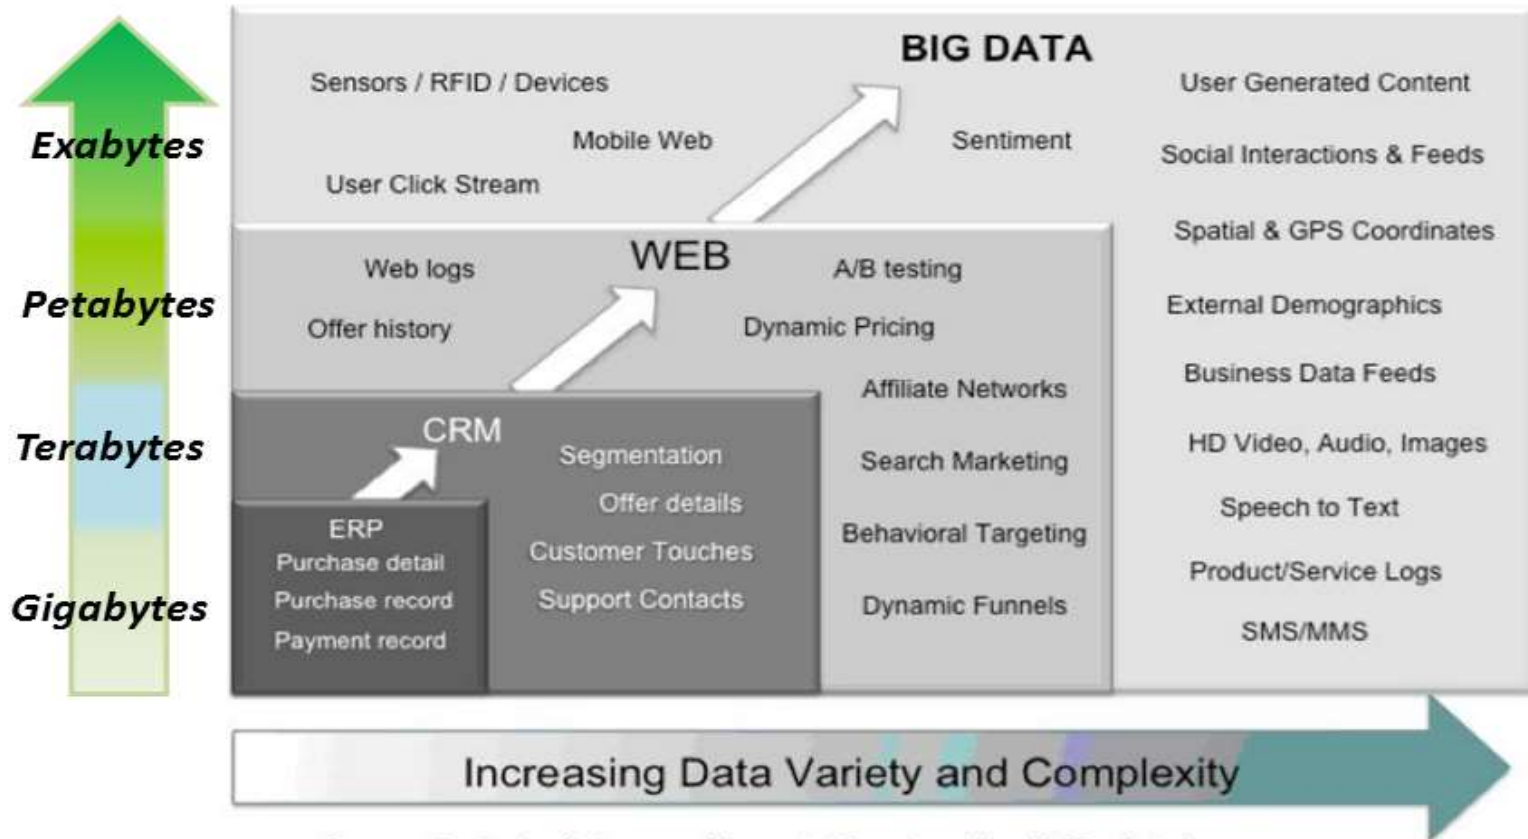 BIG DATA
Sensors / RFID / Devices
Mobile Web
User Click Stream
Sentiment
User Generated Content
Social Interactions & Feeds
Spatial & GPS Coordinates
External Demographics
Business Data Feeds
HD Video, Audio, Images
Speech to Text
Product/Service Logs
SMS/MMS
WEB
Web logs
Offer history
A/B testing
Dynamic Pricing
Affiliate Networks
Search Marketing
Behavioral Targeting
Dynamic Funnels
CRM
Segmentation
Offer details
Customer Touches
Support Contacts
ERP
Purchase detail
Purchase record
Payment record
Exabytes
Petabytes
Terabytes
Gigabytes
Increasing Data Variety and Complexity